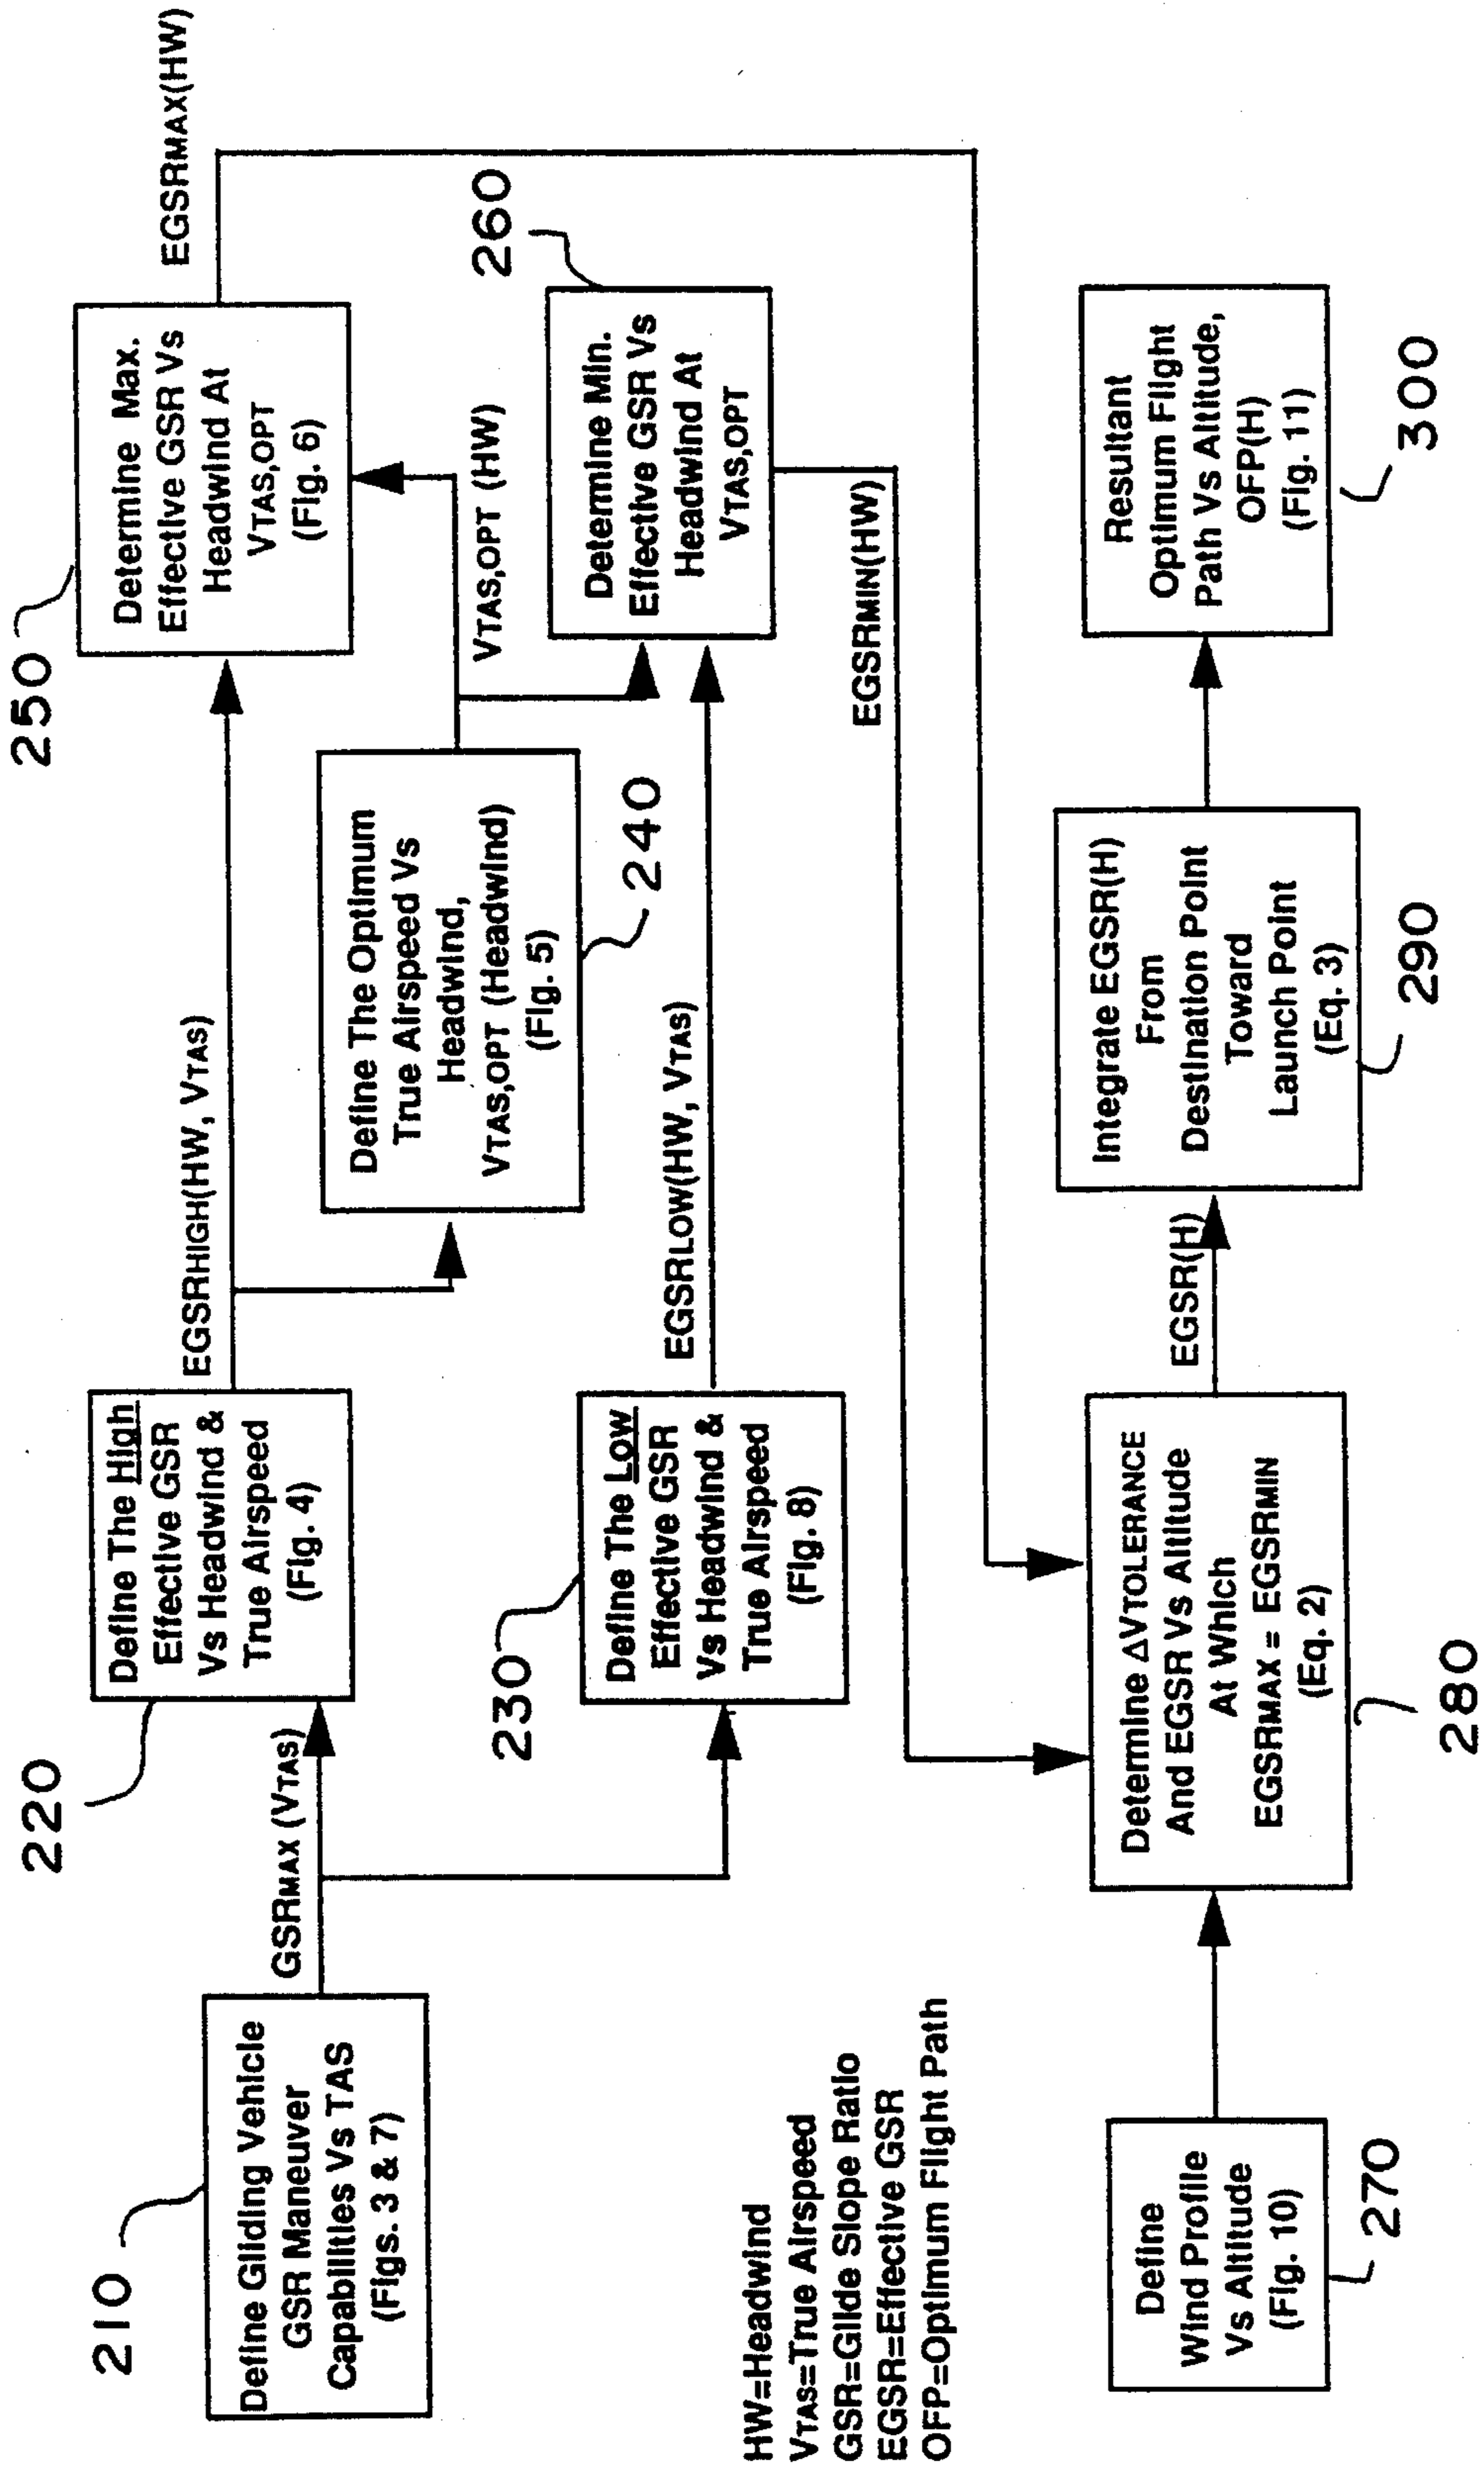 210
Define Gliding Vehicle
GSR Maneuver
Capabilities Vs TAS
(Figs. 3 & 7)
GSRMAX (VTAS)
220
Define The High
Effective GSR
Vs Headwind &
True Airspeed
(Fig. 4)
EGSRHIGH(HW, VTAS)
230
Define The Low
Effective GSR
Vs Headwind &
True Airspeed
(Fig. 8)
EGSRLOW(HW, VTAS)
Define The Optimum
True Airspeed Vs
Headwind,
VTAS,OPT (Headwind)
(Fig. 5)
240
VTAS,OPT (HW)
250
Determine Max.
Effective GSR Vs
Headwind At
VTAS,OPT
(Fig. 6)
EGSRMAX(HW)
260
Determine Min.
Effective GSR Vs
Headwind At
VTAS,OPT
EGSRMIN(HW)
HW=Headwind
VTAS=True Airspeed
GSR=Glide Slope Ratio
EGSR=Effective GSR
OFP=Optimum Flight Path
Define
Wind Profile
Vs Altitude
(Fig. 10)
270
Determine ΔVTOLERANCE
And EGSR Vs Altitude
At Which
EGSRMAX = EGSRMIN
(Eq. 2)
280
EGSR(H)
Integrate EGSR(H)
From
Destination Point
Toward
Launch Point
(Eq. 3)
290
Resultant
Optimum Flight
Path Vs Altitude,
OFP(H)
(Fig. 11)
300